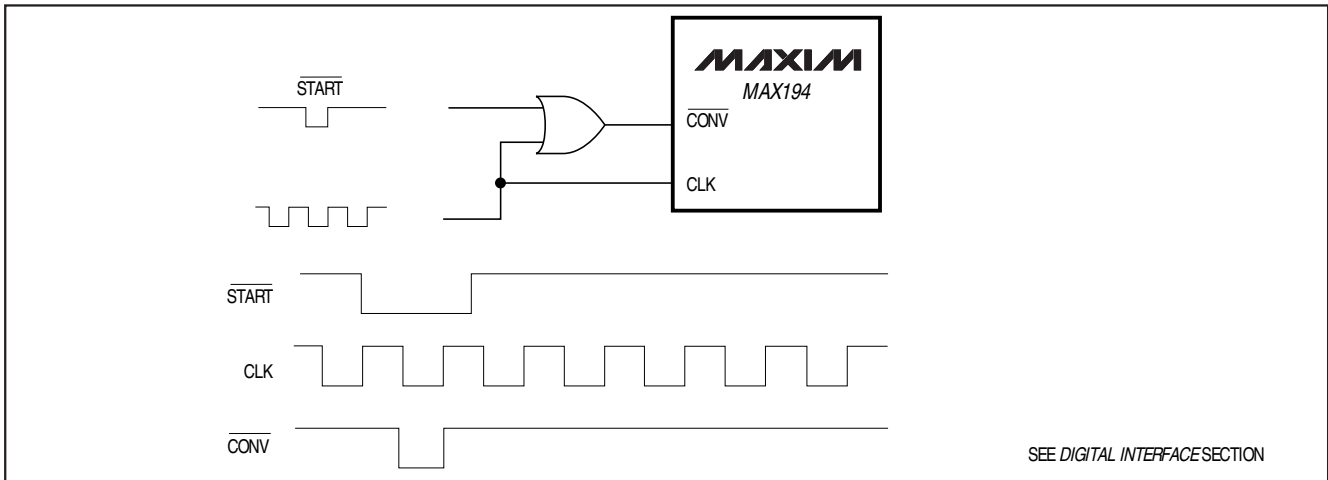 MAXIM
MAX194
START
CONV
CLK
START
CLK
CONV
SEE DIGITAL INTERFACE SECTION